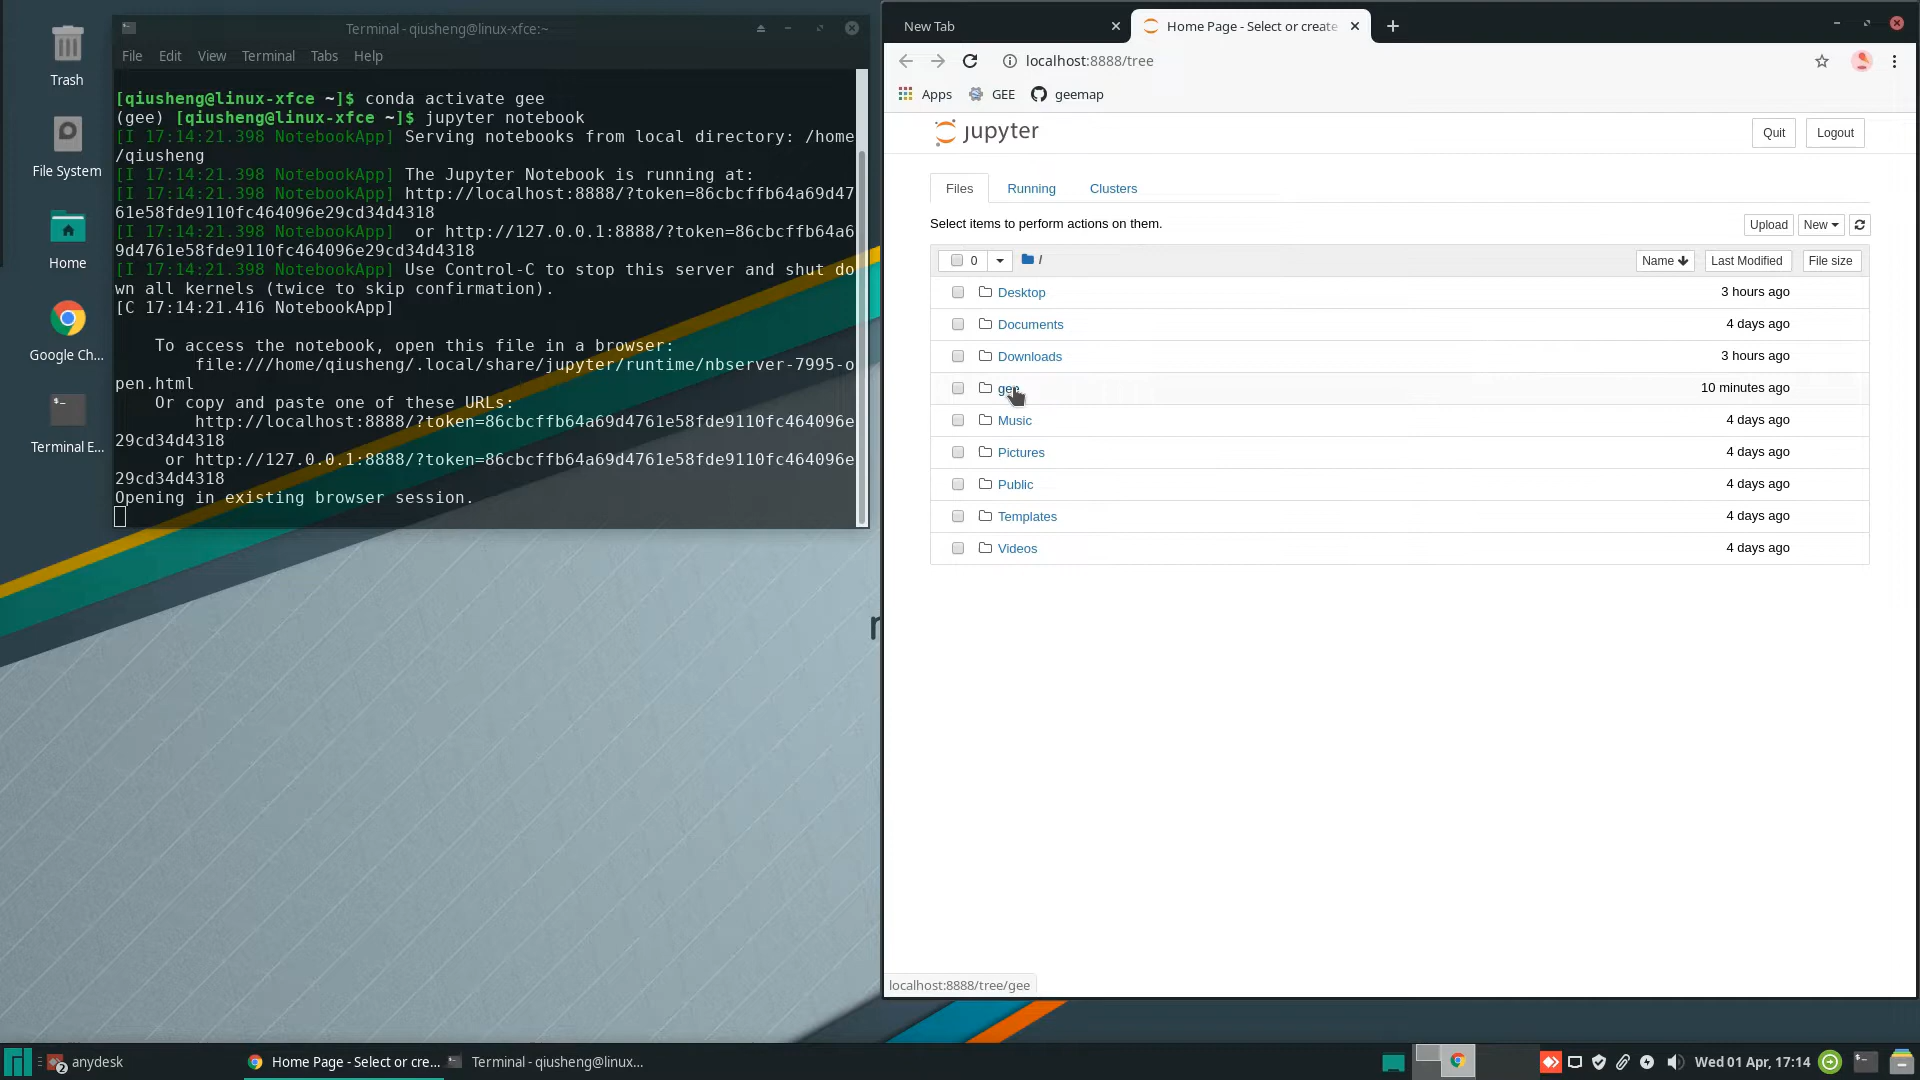 Trash
File System
Home
Google Ch...
Terminal E...
Terminal - qiusheng@linux-xfce:~
File Edit View Terminal Tabs Help
[qiusheng@linux-xfce ~]$ conda activate gee
(gee) [qiusheng@linux-xfce ~]$ jupyter notebook
[I 17:14:21.398 NotebookApp] Serving notebooks from local directory: /home
/qiusheng
[I 17:14:21.398 NotebookApp] The Jupyter Notebook is running at:
[I 17:14:21.398 NotebookApp] http://localhost:8888/?token=86cbcffb64a69d47
61e58fde9110fc464096e29cd34d4318
[I 17:14:21.398 NotebookApp]  or http://127.0.0.1:8888/?token=86cbcffb64a6
9d4761e58fde9110fc464096e29cd34d4318
[I 17:14:21.398 NotebookApp] Use Control-C to stop this server and shut do
wn all kernels (twice to skip confirmation).
[C 17:14:21.416 NotebookApp]
To access the notebook, open this file in a browser:
file:///home/qiusheng/.local/share/jupyter/runtime/nbserver-7995-o
pen.html
Or copy and paste one of these URLs:
http://localhost:8888/?token=86cbcffb64a69d4761e58fde9110fc464096e
29cd34d4318
or http://127.0.0.1:8888/?token=86cbcffb64a69d4761e58fde9110fc464096e
29cd34d4318
Opening in existing browser session.
New Tab
Home Page - Select or create
localhost:8888/tree
Apps GEE geemap
jupyter
Quit Logout
Files Running Clusters
Select items to perform actions on them.
Upload New
0 / Name Last Modified File size
Desktop 3 hours ago
Documents 4 days ago
Downloads 3 hours ago
gee 10 minutes ago
Music 4 days ago
Pictures 4 days ago
Public 4 days ago
Templates 4 days ago
Videos 4 days ago
localhost:8888/tree/gee
2 anydesk
Home Page - Select or cre...
Terminal - qiusheng@linux...
Wed 01 Apr, 17:14